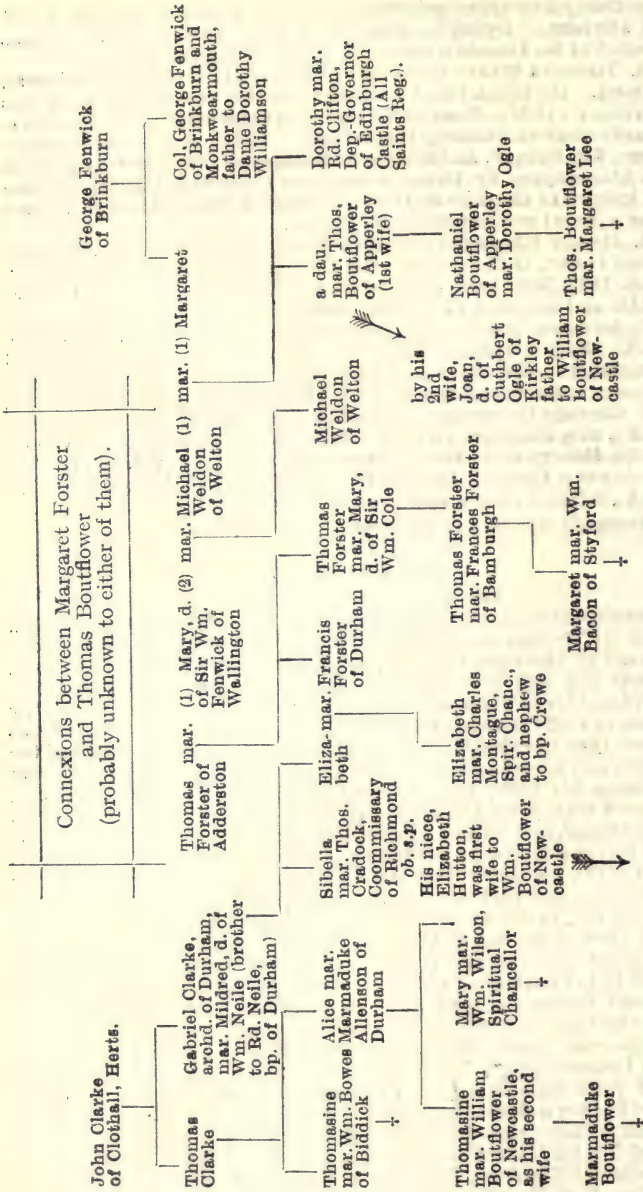 Connexions between Margaret Forster
and Thomas Boutflower
(probably unknown to either of them).
John Clarke
of Clothall, Herts.
George Fenwick
of Brinkburn
Thomas
Clarke
Gabriel Clarke,
archd. of Durham,
mar. Mildred, d. of
Wm. Neile (brother
to Rd. Neile,
bp. of Durham)
Thomas mar.
Forster of
Adderston
(1) Mary, d. (2)
of Sir Wm.
Fenwick of
Wallington
mar. Michael (1)
Weldon
of Welton
mar. (1) Margaret
Col. George Fenwick
of Brinkburn and
Monkwearmouth,
father to
Dame Dorothy
Williamson
Thomasine
mar. Wm. Bowes
of Biddick
Alice mar.
Marmaduke
Allenson of
Durham
Sibella
mar. Thos.
Cradock,
Coommissary
of Richmond
ob. s.p.
His niece,
Elizabeth
Hutton,
was first
wife to
Wm.
Boutflower
of New-
castle
Eliza- mar. Francis
beth Forster
of Durham
Thomas
Forster
mar. Mary,
d. of Sir
Wm. Cole
Michael
Weldon
of Welton
a dau.
mar. Thos.
Boutflower
of Apperley
(1st wife)
Dorothy mar.
Rd. Clifton,
Dep.-Governor
of Edinburgh
Castle (All
Saints Reg.).
Thomasine
mar. William
Boutflower
of Newcastle,
as his second
wife
Mary mar.
Wm. Wilson,
Spiritual
Chancellor
Elizabeth
mar. Charles
Montague,
Spir. Chanc.,
and nephew
to bp. Crewe
Thomas Forster
mar. Frances Forster
of Bamburgh
by his
2nd
wife,
Joan,
d. of
Cuthbert
Ogle of
Kirkley
father
to William
Boutflower
of New-
castle
Nathaniel
Boutflower
of Apperley
mar. Dorothy Ogle
Marmaduke
Boutflower
Margaret mar. Wm.
Bacon of Styford
Thos. Boutflower
mar. Margaret Lee